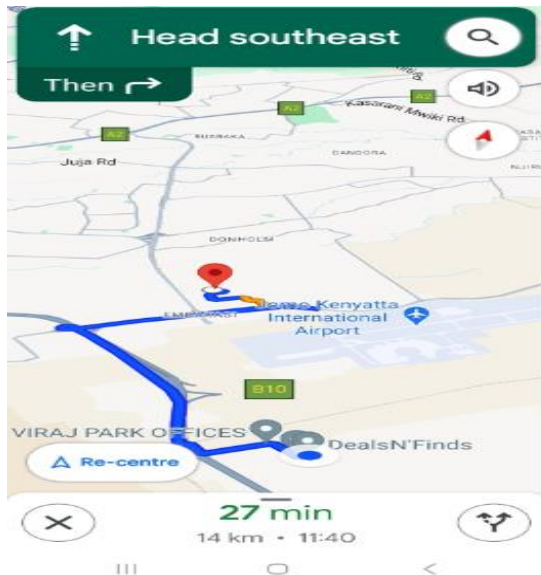 Head southeast
Then
A2
Kasarani Mwiki Rd
A2
A2
Juja Rd
DANDORA
DONHOLM
Jomo Kenyatta
International
Airport
EMBAKASI
B10
VIRAJ PARK OFFICES
DealsN'Finds
Re-centre
27 min
14 km • 11:40